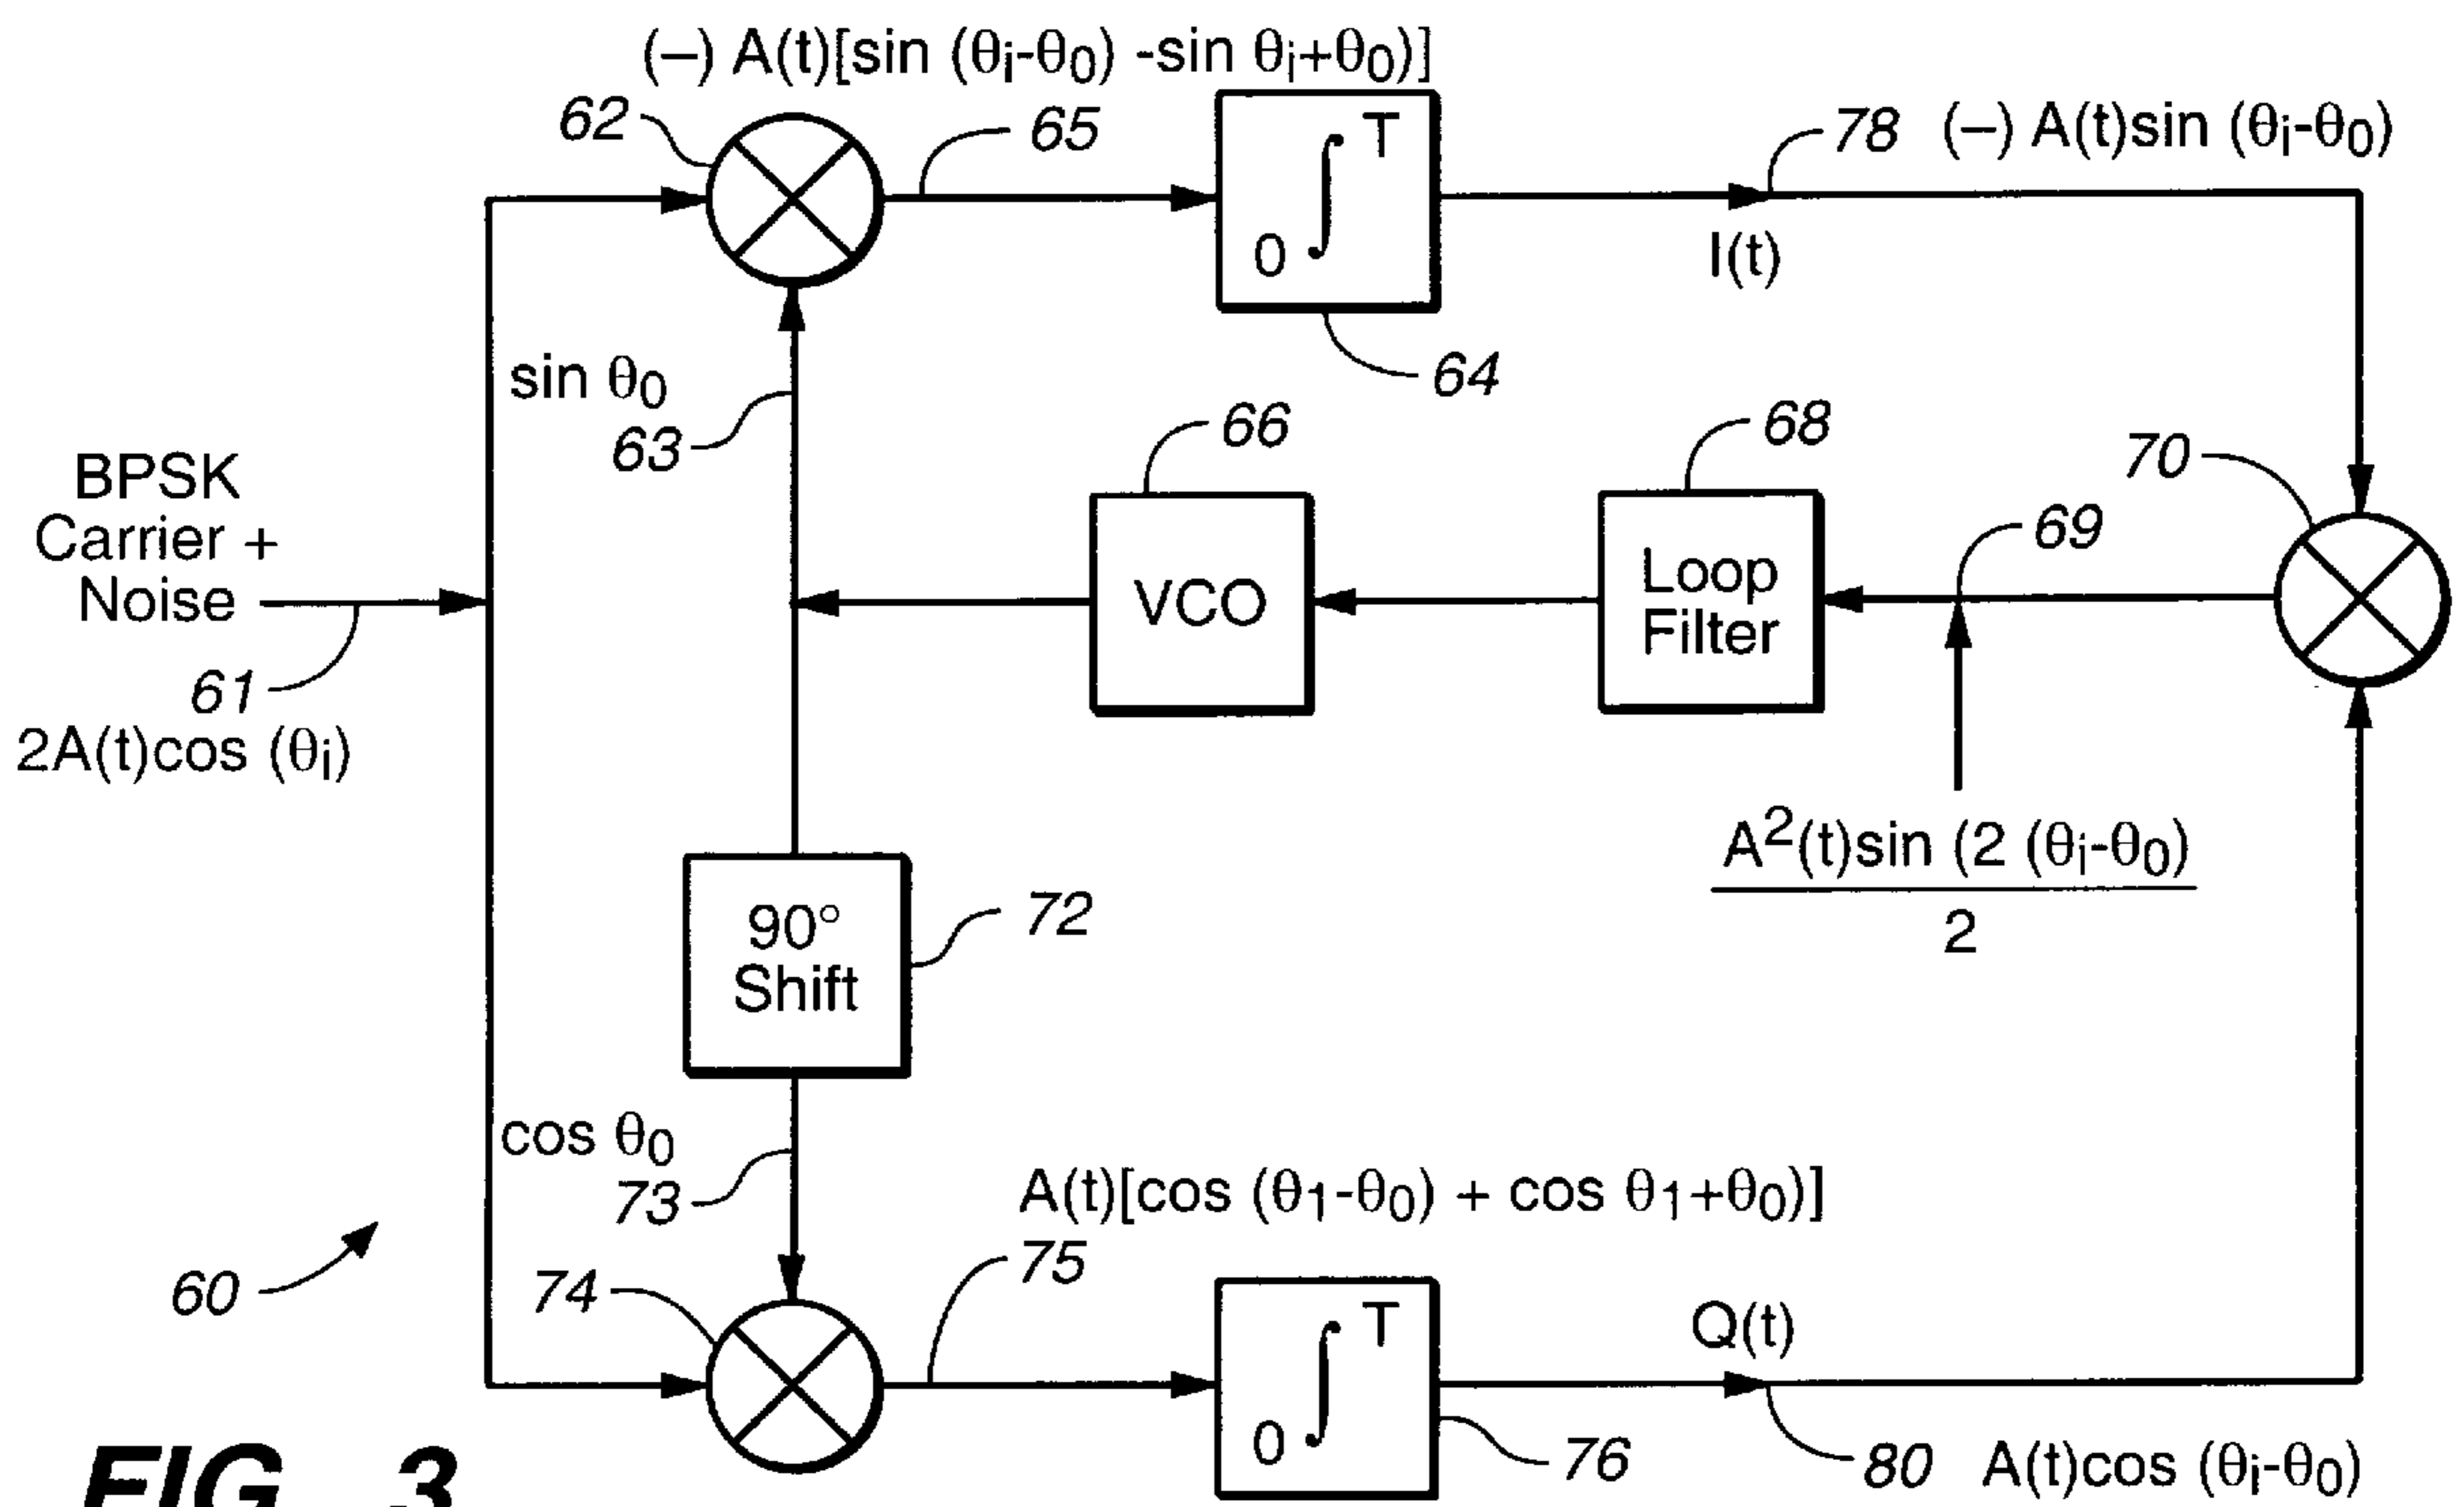 (–) A(t)[sin (θi-θ0) -sin θi+θ0)]
62
65
T
∫
0
78
(–) A(t)sin (θi-θ0)
I(t)
64
sin θ0
63
66
68
70
69
BPSK
Carrier +
Noise
VCO
Loop
Filter
61
2A(t)cos (θi)
A2(t)sin (2 (θi-θ0)
2
90°
Shift
72
cos θ0
73
A(t)[cos (θ1-θ0) + cos θ1+θ0)]
75
60
74
T
∫
0
Q(t)
76
80
A(t)cos (θi-θ0)
FIG. 3